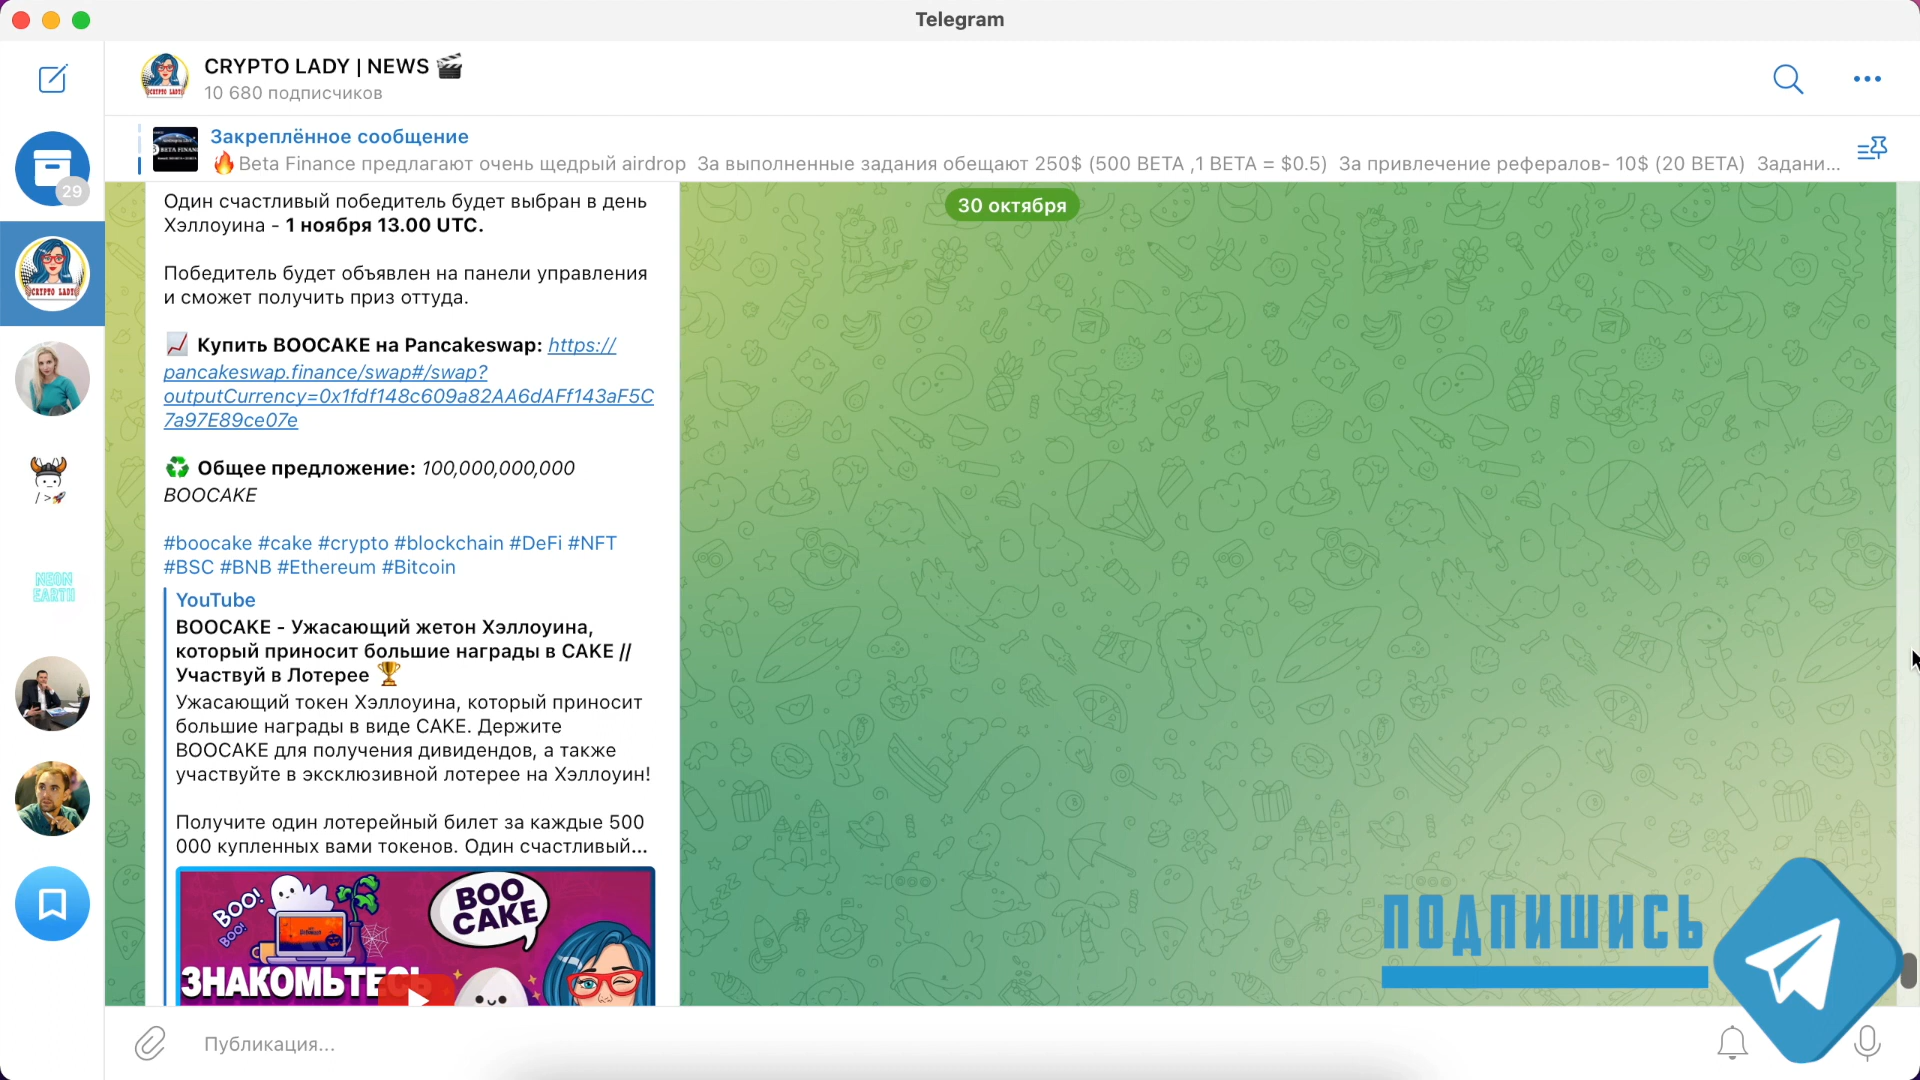 Telegram
CRYPTO LADY | NEWS 🎬
10 680 подписчиков
Закреплённое сообщение
🔥Beta Finance предлагают очень щедрый airdrop За выполненные задания обещают 250$ (500 BETA ,1 BETA = $0.5) За привлечение рефералов- 10$ (20 BETA) Задани...
29
30 октября
Один счастливый победитель будет выбран в день
Хэллоуина - 1 ноября 13.00 UTC.
Победитель будет объявлен на панели управления
и сможет получить приз оттуда.
📈 Купить BOOCAKE на Pancakeswap: https://
pancakeswap.finance/swap#/swap?
outputCurrency=0x1fdf148c609a82AA6dAFf143aF5C
7a97E89ce07e
♻️ Общее предложение: 100,000,000,000
BOOCAKE
#boocake #cake #crypto #blockchain #DeFi #NFT
#BSC #BNB #Ethereum #Bitcoin
YouTube
BOOCAKE - Ужасающий жетон Хэллоуина,
который приносит большие награды в CAKE //
Участвуй в Лотерее 🏆
Ужасающий токен Хэллоуина, который приносит
большие награды в виде CAKE. Держите
BOOCAKE для получения дивидендов, а также
участвуйте в эксклюзивной лотерее на Хэллоуин!
Получите один лотерейный билет за каждые 500
000 купленных вами токенов. Один счастливый...
BOO!
BOO!
BOO
CAKE
ЗНАКОМЬТЕСЬ
CRYPTO LADY
NEON
EARTH
ПОДПИШИСЬ
Публикация...